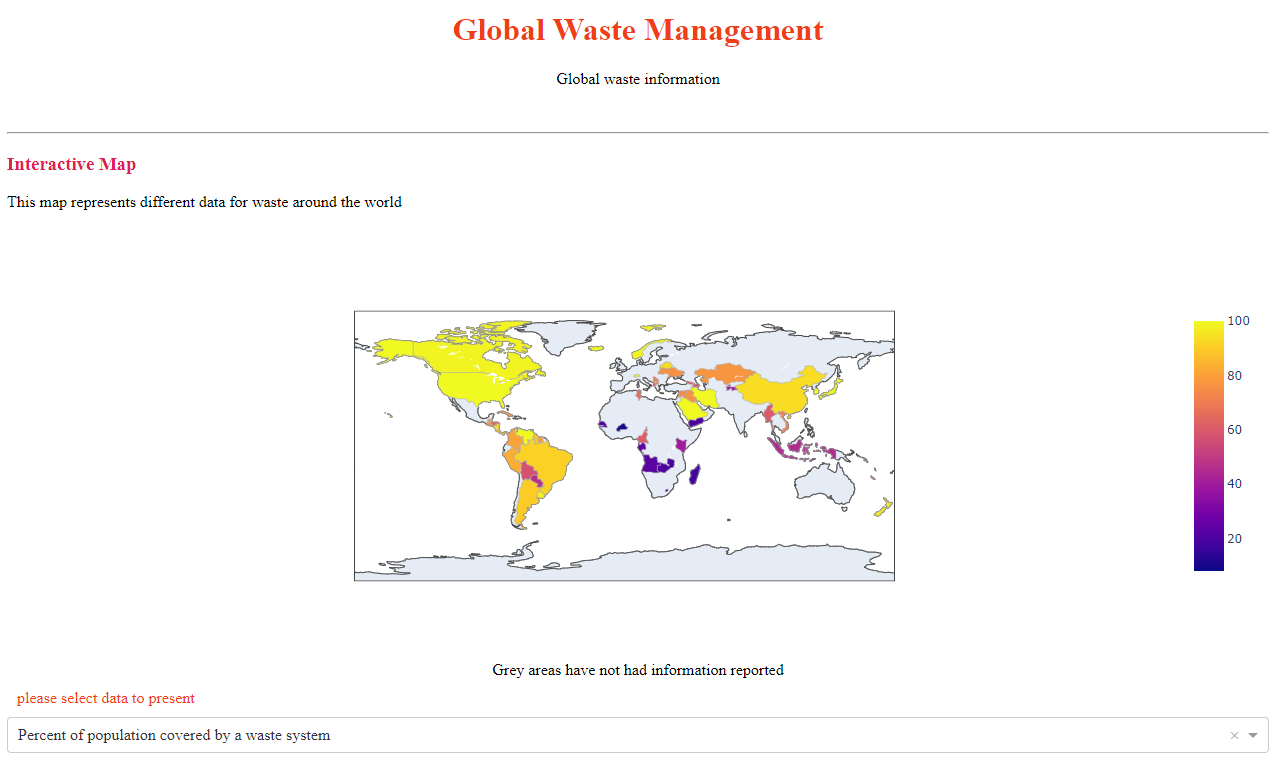 Global Waste Management
Global waste information
Interactive Map
This map represents different data for waste around the world
100
80
60
40
20
Grey areas have not had information reported
please select data to present
Percent of population covered by a waste system